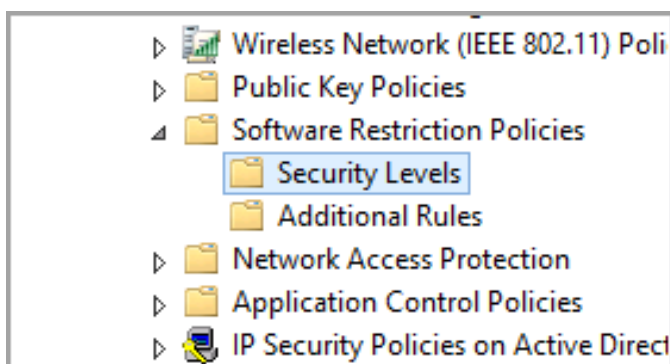 Wireless Network (IEEE 802.11) Poli
Public Key Policies
Software Restriction Policies
Security Levels
Additional Rules
Network Access Protection
Application Control Policies
IP Security Policies on Active Direct